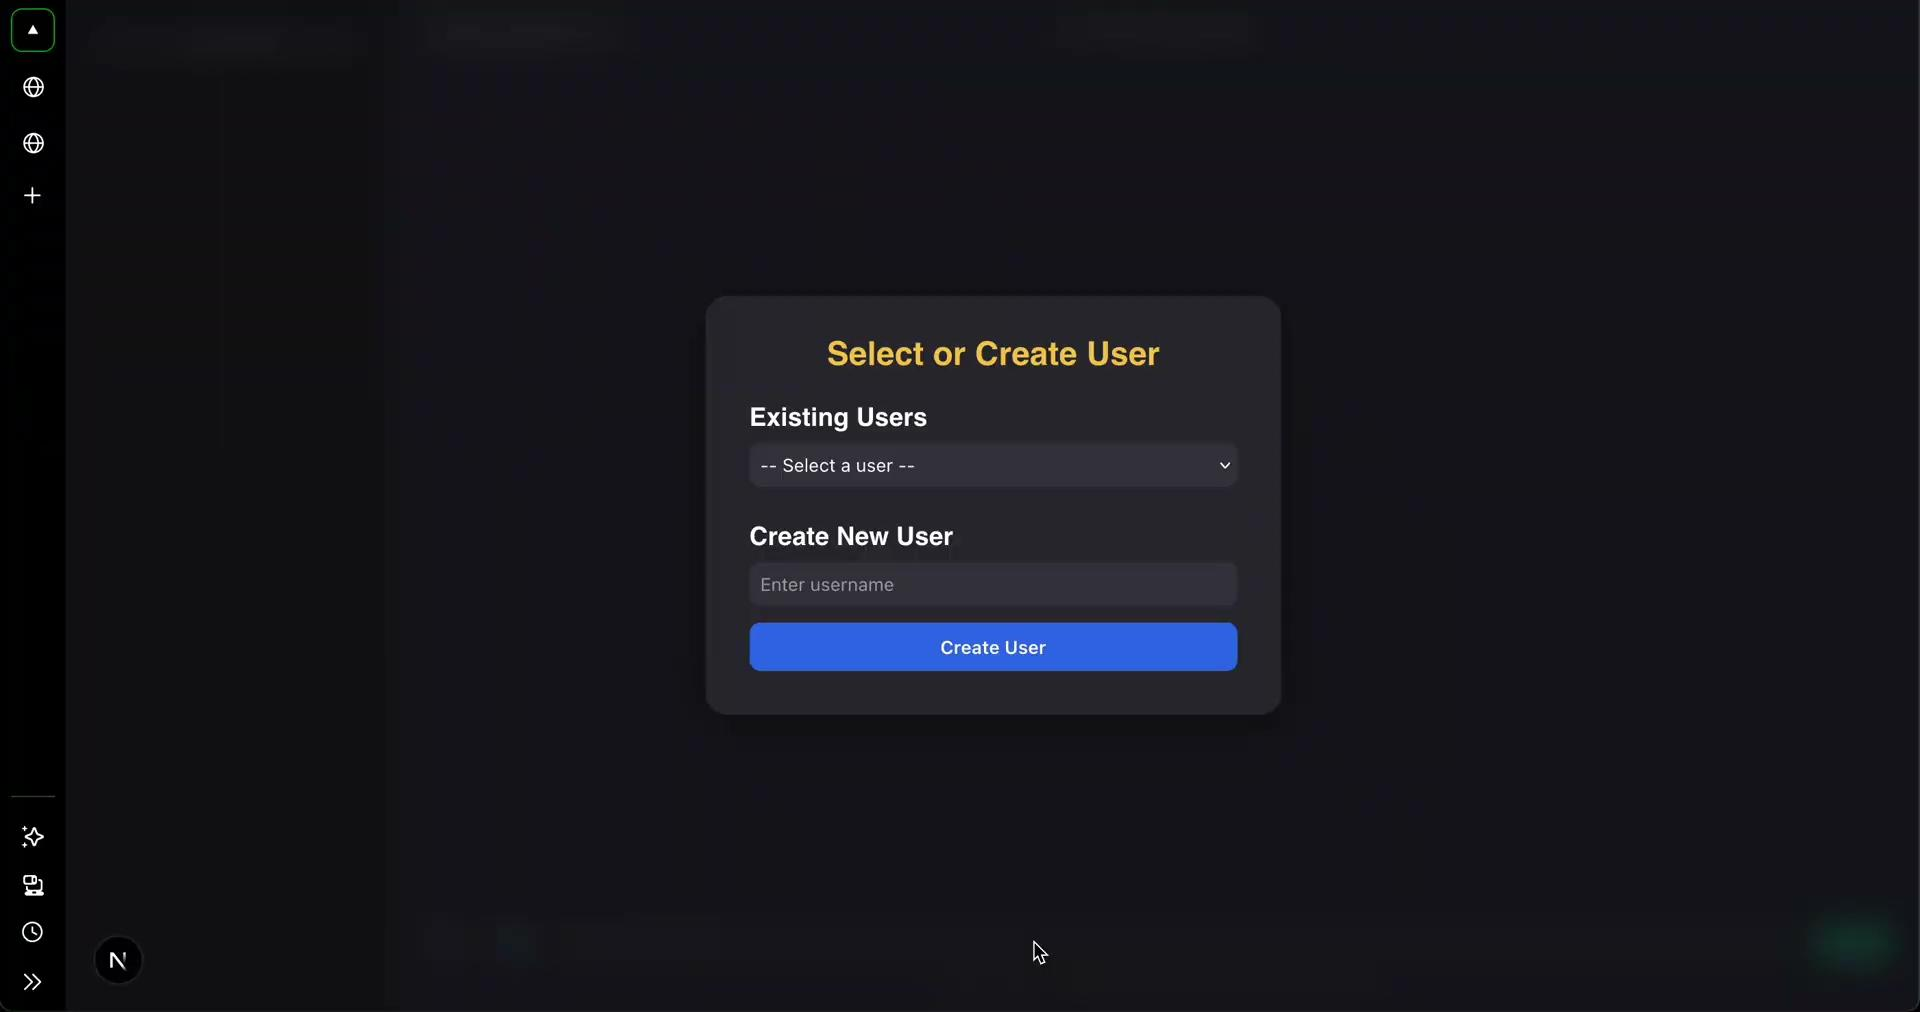 Select or Create User
Existing Users
-- Select a user --
Create New User
Enter username
Create User
N